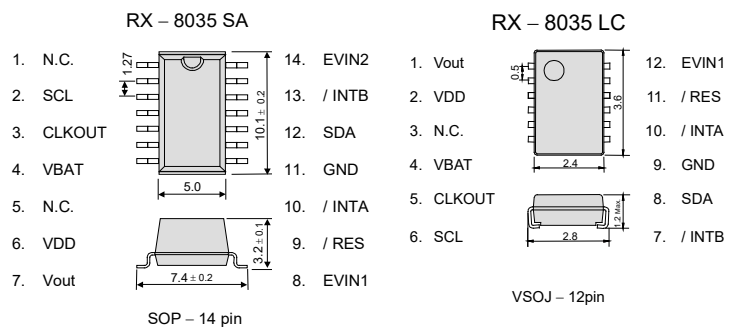 RX – 8035 SA
1. N.C.
2. SCL
3. CLKOUT
4. VBAT
5. N.C.
6. VDD
7. Vout
1.27
10.1± 0.2
5.0
3.2± 0.1
7.4 ± 0.2
14. EVIN2
13. / INTB
12. SDA
11. GND
10. / INTA
9. / RES
8. EVIN1
SOP – 14 pin
RX – 8035 LC
1. Vout
2. VDD
3. N.C.
4. VBAT
5. CLKOUT
6. SCL
0.5
3.6
2.4
1.2 Max
2.8
12. EVIN1
11. / RES
10. / INTA
9. GND
8. SDA
7. / INTB
VSOJ – 12pin